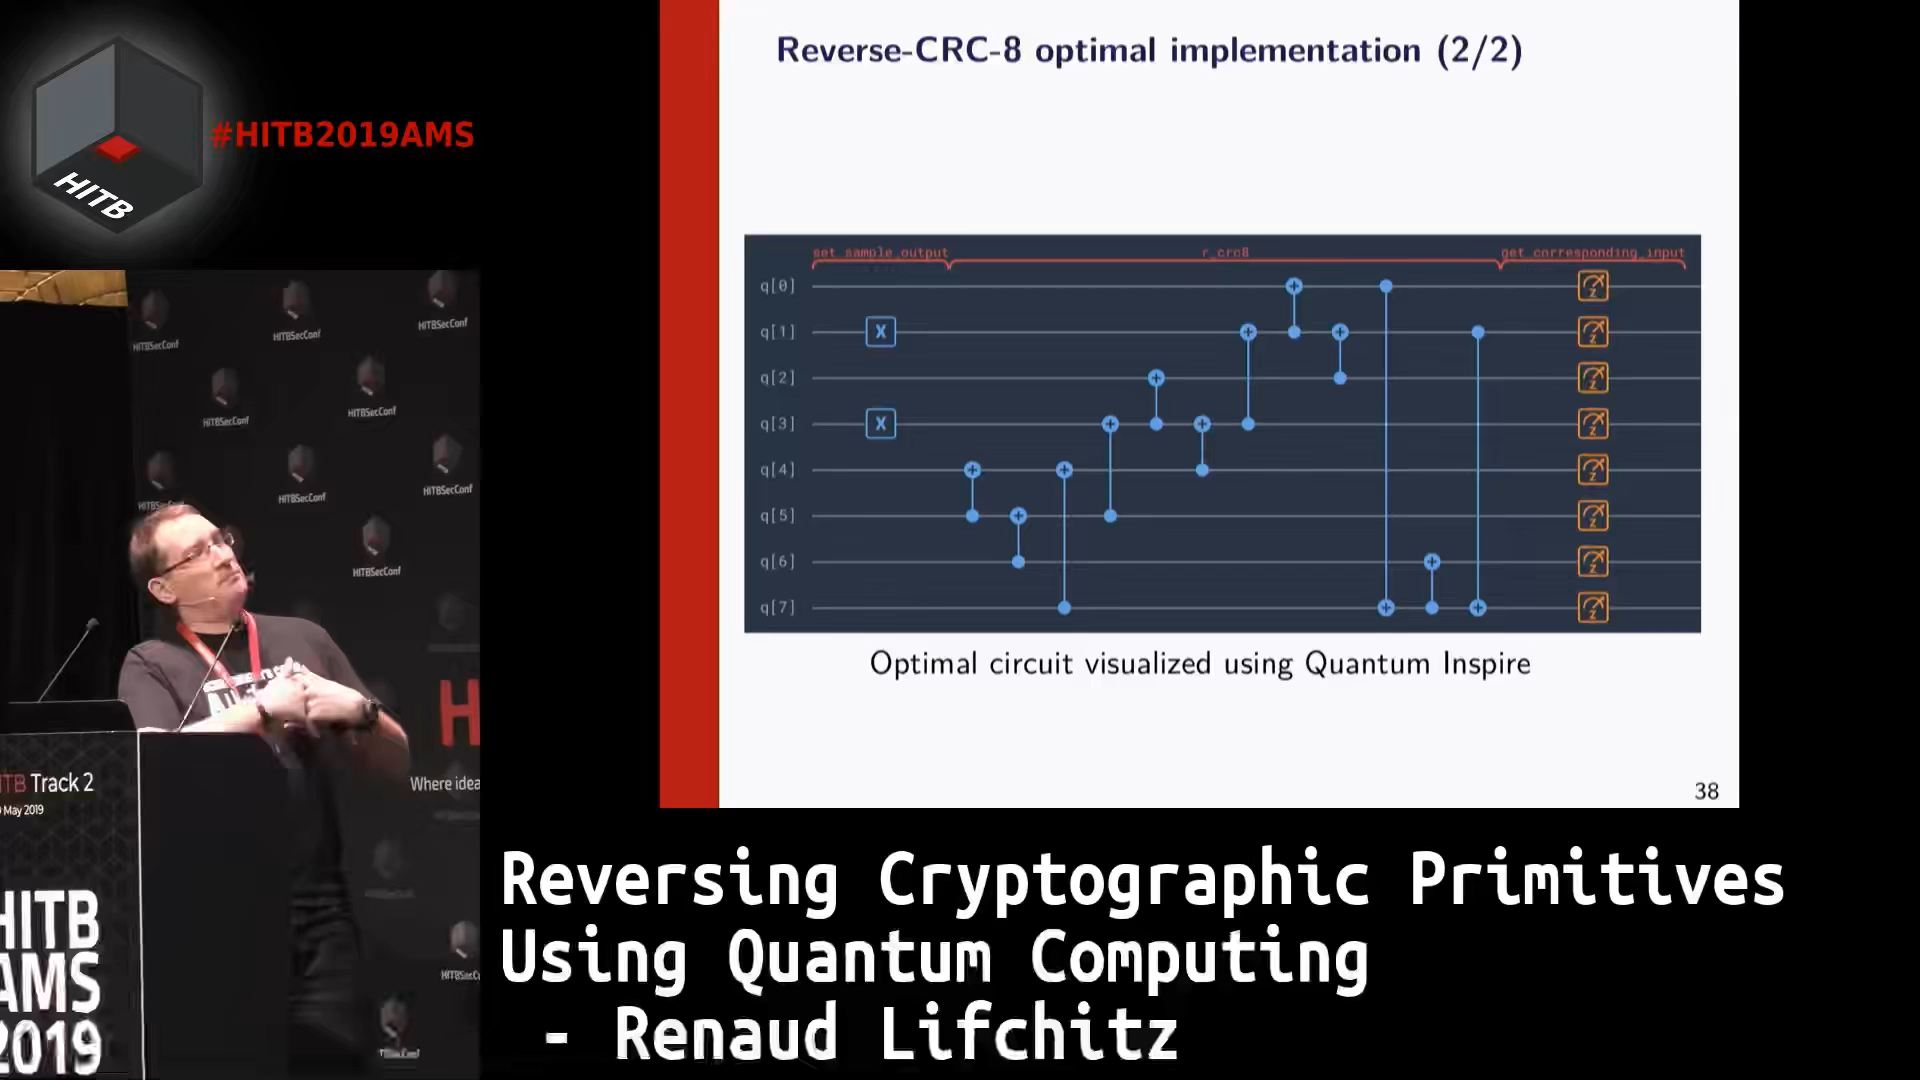 HITB
#HITB2019AMS
Reverse-CRC-8 optimal implementation (2/2)
set_sample_output
r_crc8
get_corresponding_input
q[0]
q[1]
X
q[2]
q[3]
X
q[4]
q[5]
q[6]
q[7]
Z
Z
Z
Z
Z
Z
Z
Z
Optimal circuit visualized using Quantum Inspire
38
HITBSecConf
HITBSecConf
HITBSecConf
HITBSecConf
HITBSecConf
HITBSecConf
HITBSecConf
HITBSecConf
HITBSecConf
H
Where idea
ITB Track 2
May 2019
HITB
AMS
2019
Reversing Cryptographic Primitives
Using Quantum Computing
- Renaud Lifchitz